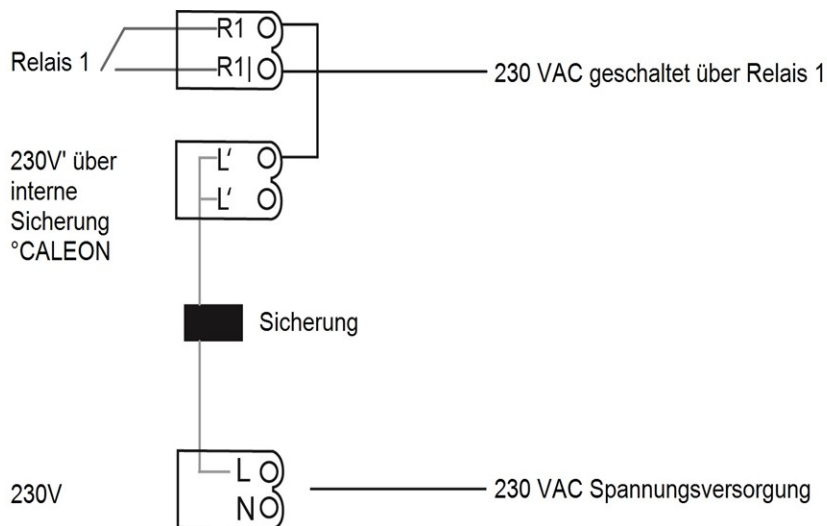 R1
Relais 1
R1|
230 VAC geschaltet über Relais 1
230V' über
interne
Sicherung
°CALEON
L'
L'
Sicherung
230V
L
N
230 VAC Spannungsversorgung